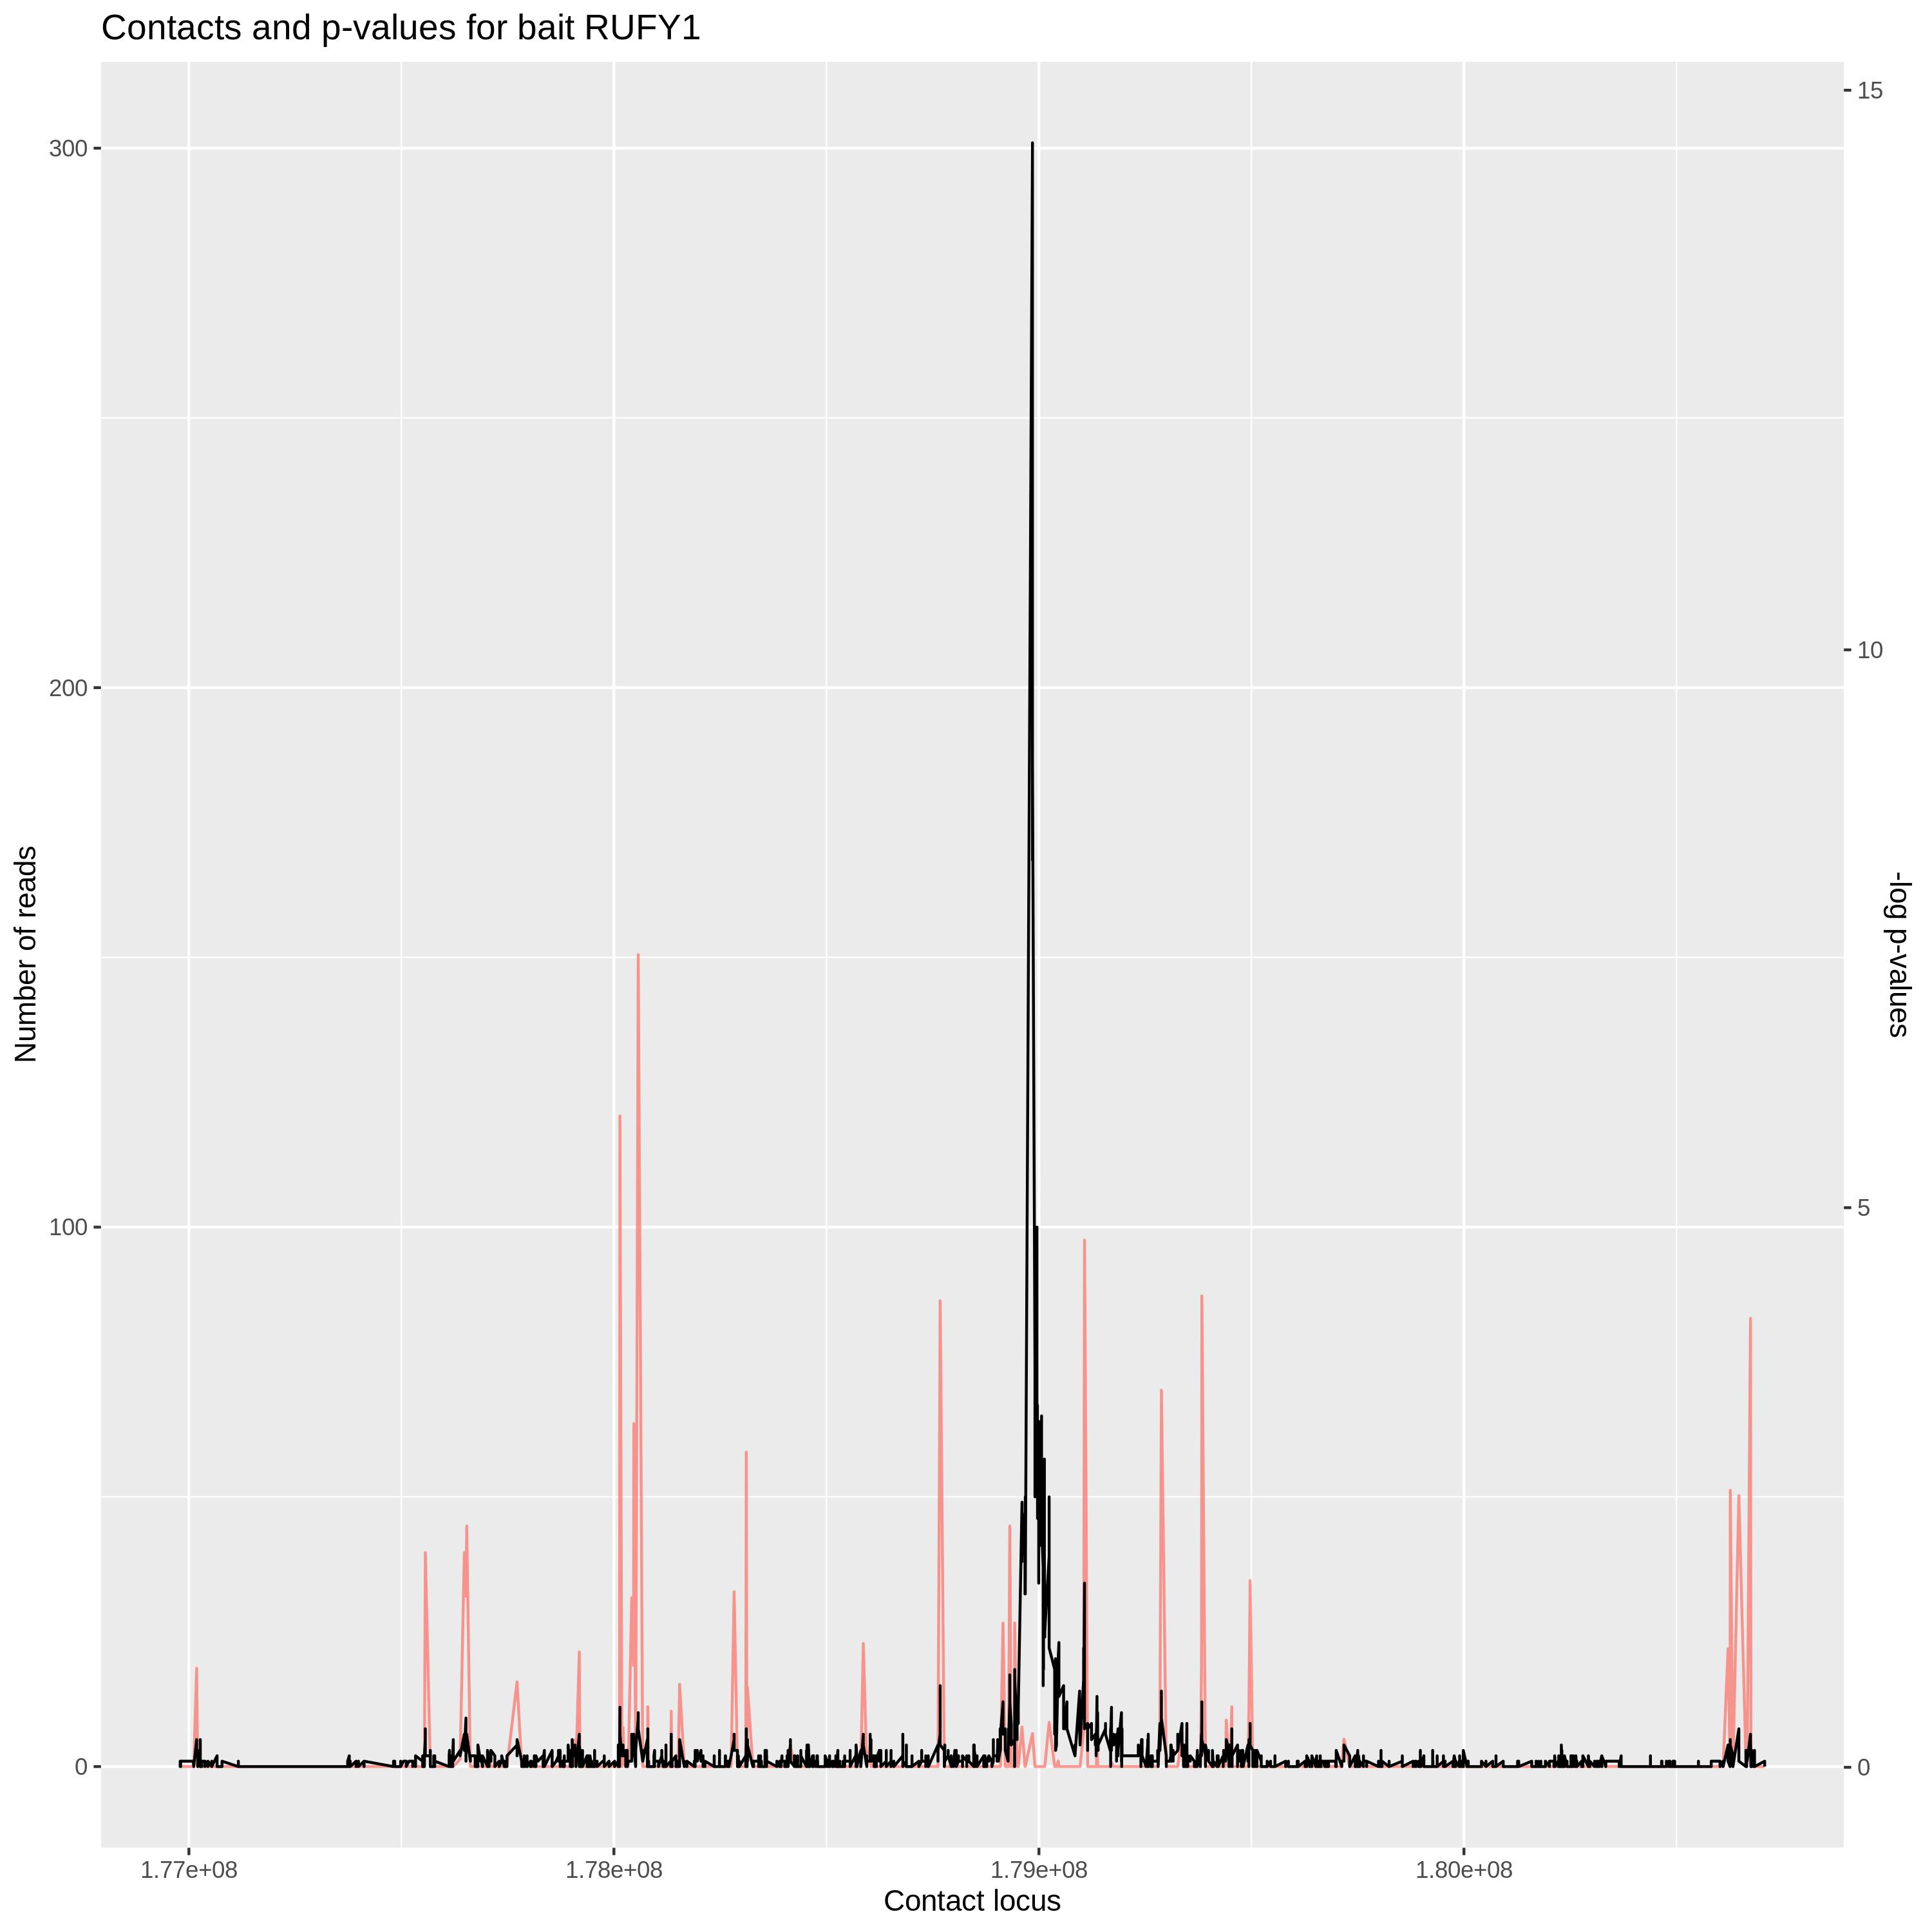 Contacts and p-values for bait RUFY1
300
200
100
0
Number of reads
15
10
5
0
-log p-values
1.77e+08
1.78e+08
1.79e+08
1.80e+08
Contact locus